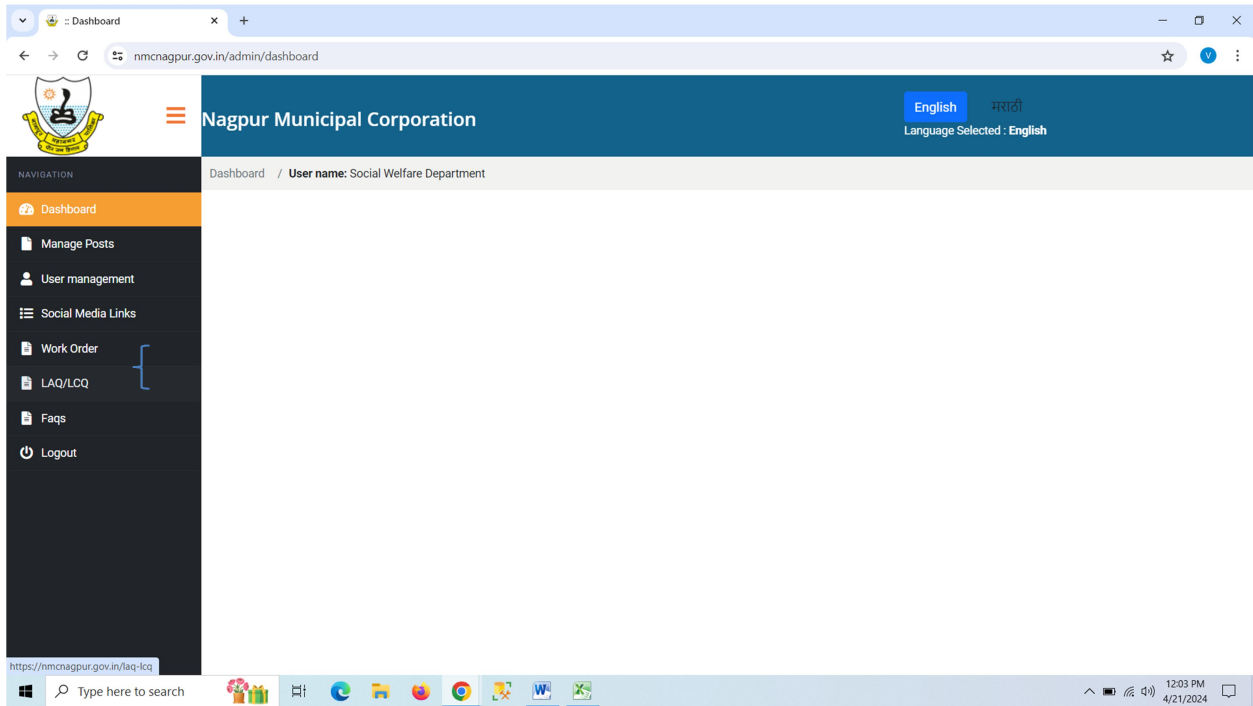 :: Dashboard
nmcnagpur.gov.in/admin/dashboard
V
Nagpur Municipal Corporation
English मराठी
Language Selected : English
NAVIGATION
Dashboard / User name: Social Welfare Department
Dashboard
Manage Posts
User management
Social Media Links
Work Order
LAQ/LCQ
Faqs
Logout
https://nmcnagpur.gov.in/laq-lcq
Type here to search
12:03 PM
4/21/2024